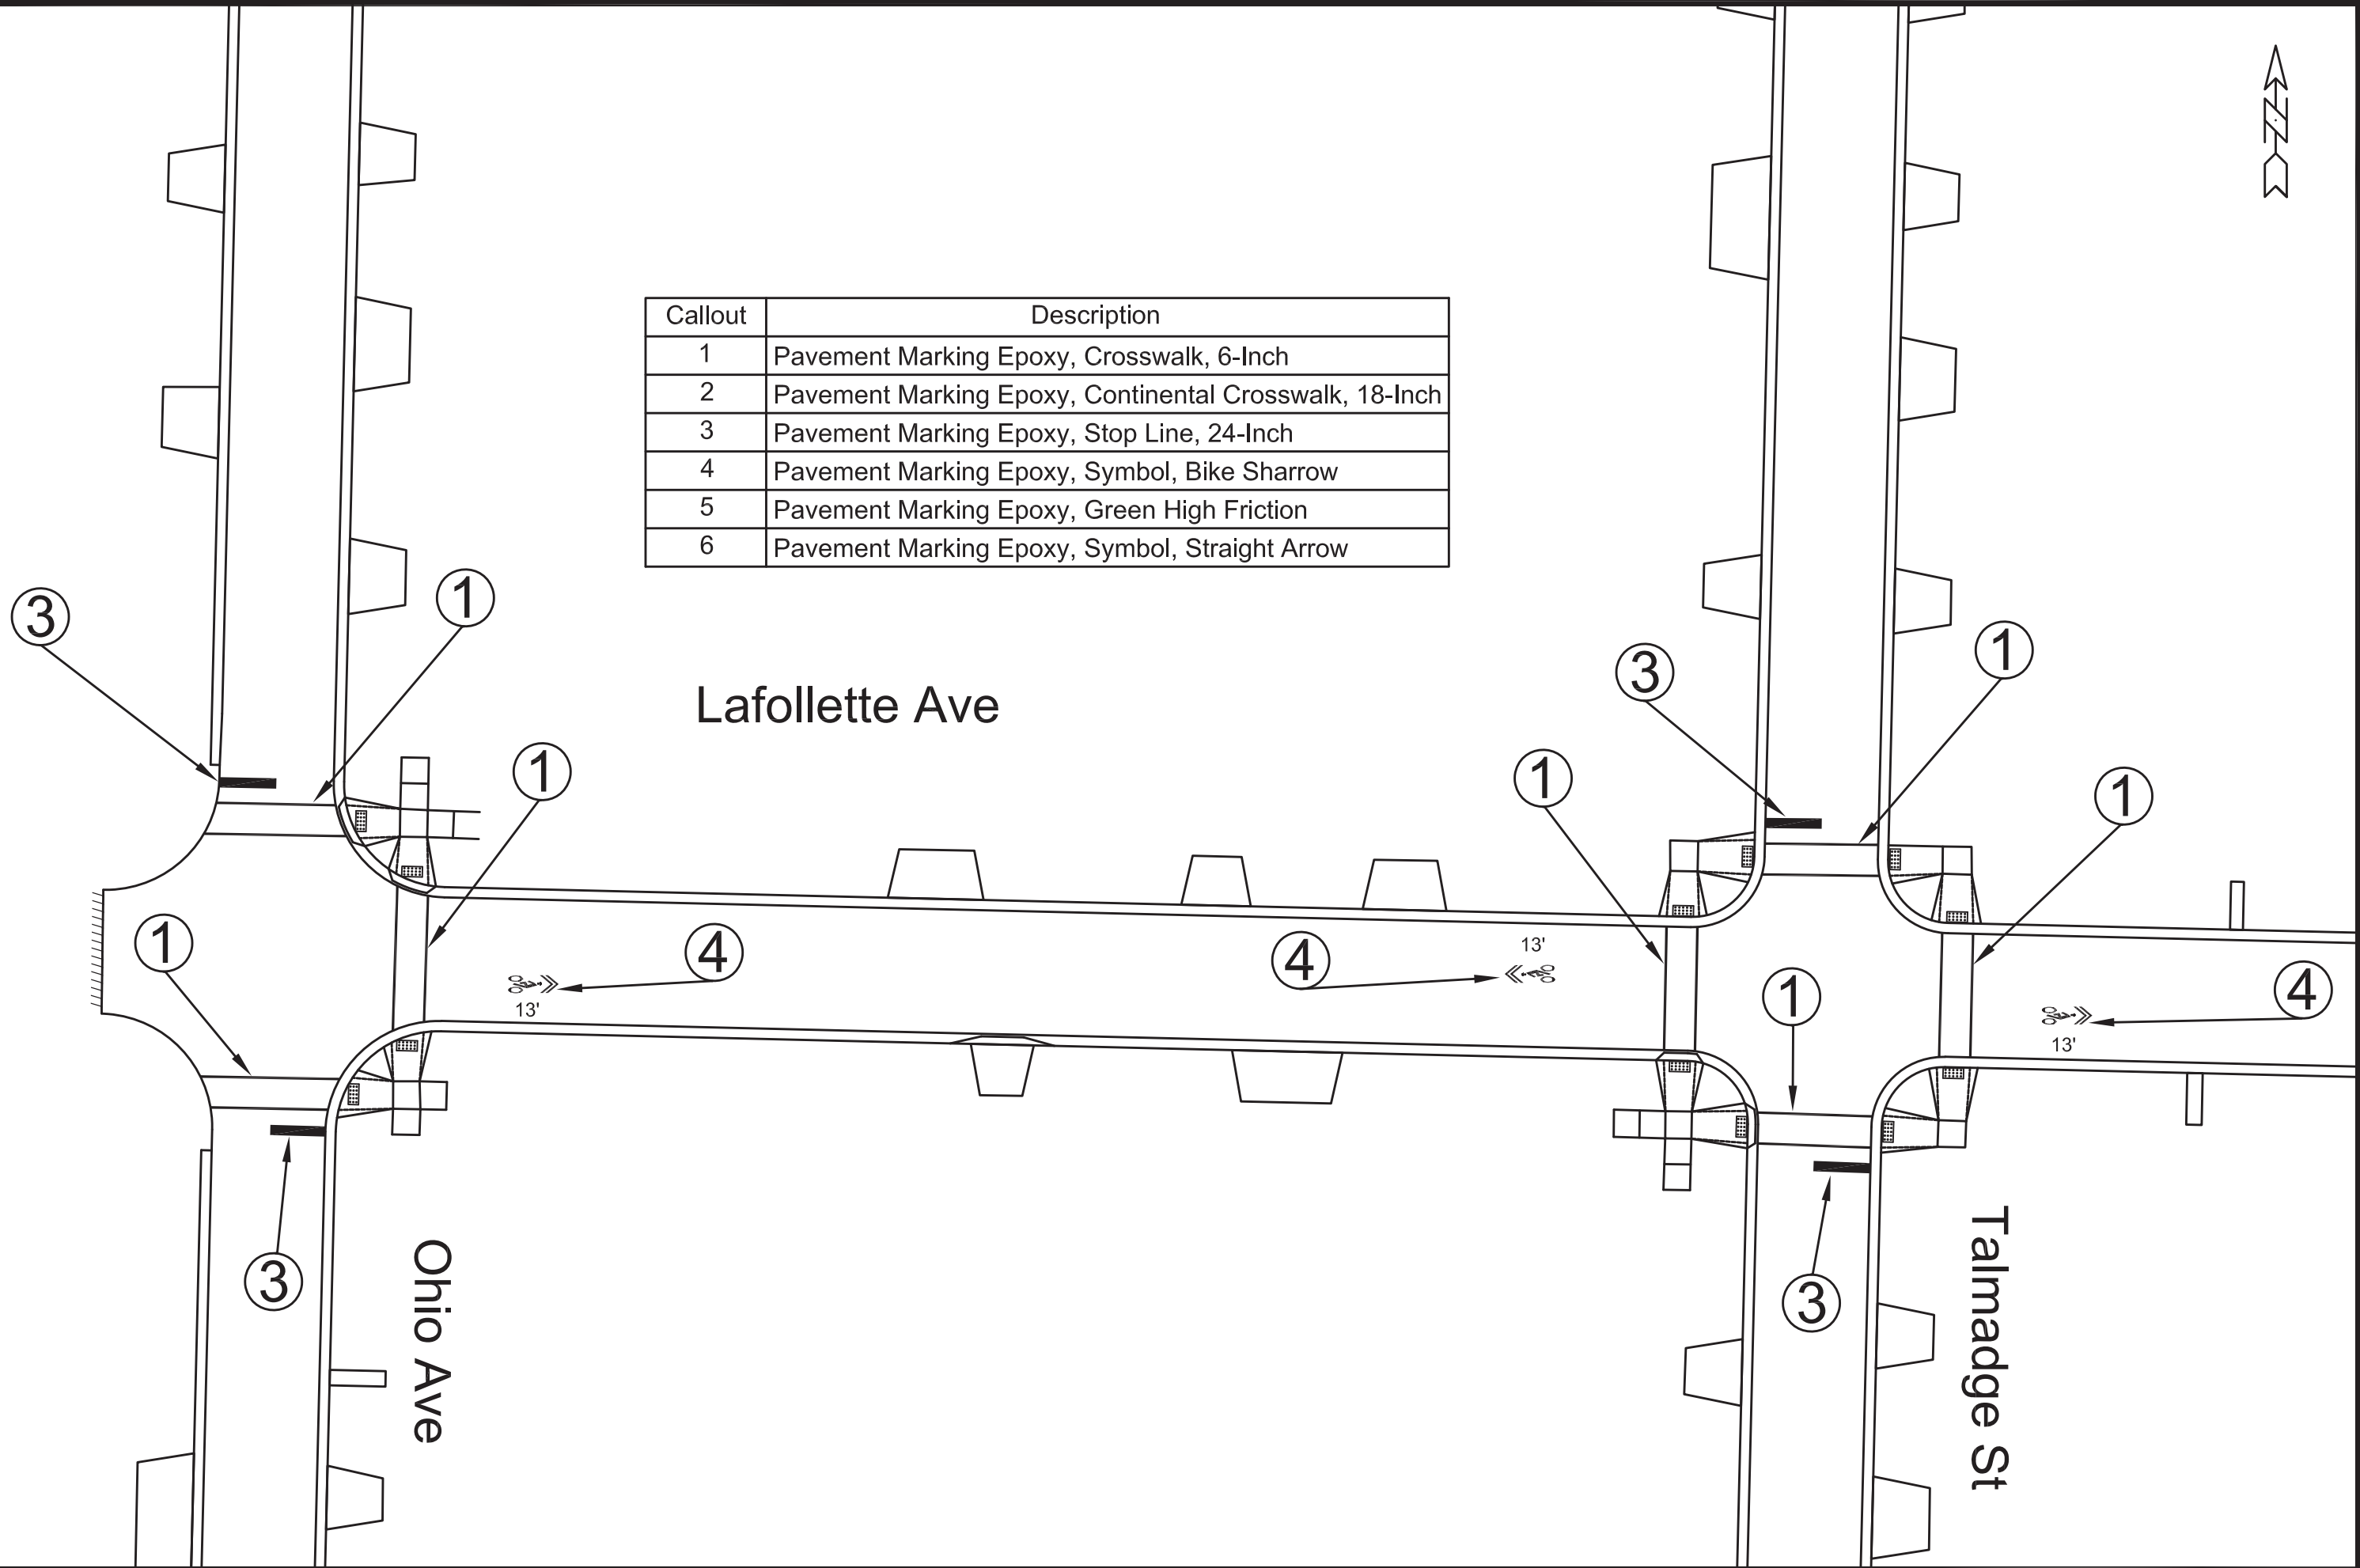 Callout Description
1 Pavement Marking Epoxy, Crosswalk, 6-Inch
2 Pavement Marking Epoxy, Continental Crosswalk, 18-Inch
3 Pavement Marking Epoxy, Stop Line, 24-Inch
4 Pavement Marking Epoxy, Symbol, Bike Sharrow
5 Pavement Marking Epoxy, Green High Friction
6 Pavement Marking Epoxy, Symbol, Straight Arrow
N
3
1
1
3
1
Lafollette Ave
1
1
1
4
4
13'
13'
1
4
13'
3
3
Ohio Ave
Talmadge St